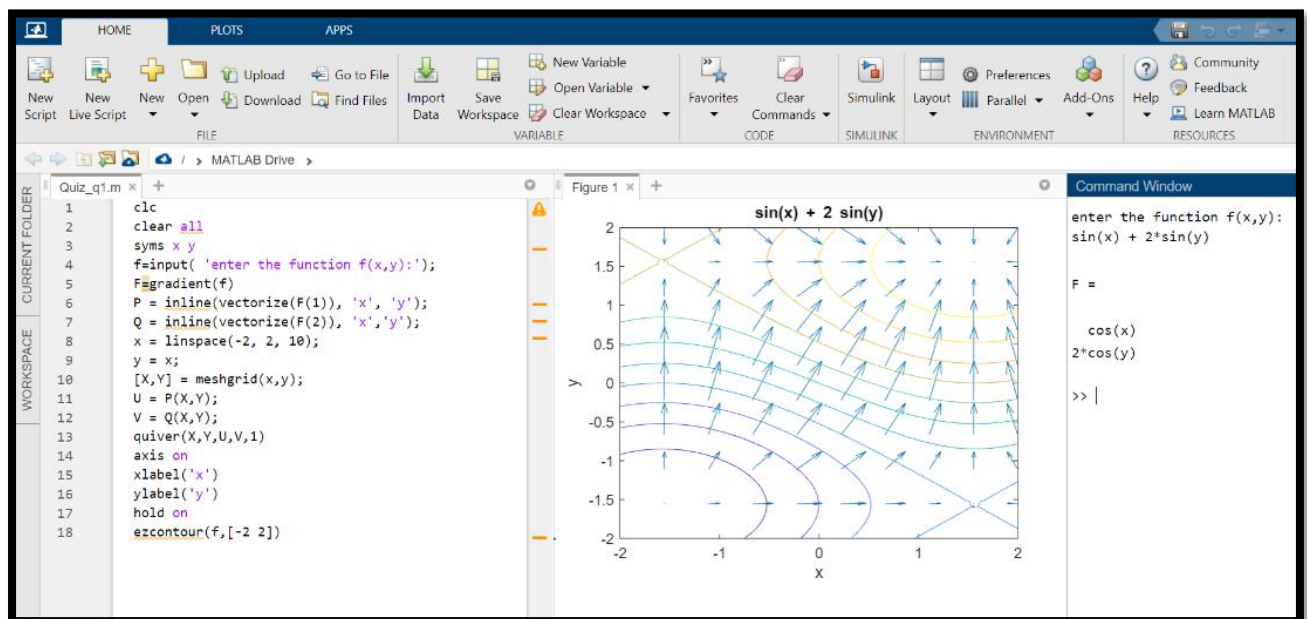 HOME PLOTS APPS
New Script
New Live Script
New
Open
Upload
Download
Go to File
Find Files
FILE
Import Data
Save Workspace
New Variable
Open Variable
Clear Workspace
VARIABLE
Favorites
Clear Commands
CODE
Simulink
SIMULINK
Layout
Preferences
Parallel
Add-Ons
ENVIRONMENT
Help
Community
Feedback
Learn MATLAB
RESOURCES
/ > MATLAB Drive >
CURRENT FOLDER
WORKSPACE
Quiz_q1.m × +
1 clc
2 clear all
3 syms x y
4 f=input( 'enter the function f(x,y):');
5 F=gradient(f)
6 P = inline(vectorize(F(1)), 'x', 'y');
7 Q = inline(vectorize(F(2)), 'x','y');
8 x = linspace(-2, 2, 10);
9 y = x;
10 [X,Y] = meshgrid(x,y);
11 U = P(X,Y);
12 V = Q(X,Y);
13 quiver(X,Y,U,V,1)
14 axis on
15 xlabel('x')
16 ylabel('y')
17 hold on
18 ezcontour(f,[-2 2])
Figure 1 × +
sin(x) + 2 sin(y)
2
1.5
1
0.5
0
-0.5
-1
-1.5
-2
y
-2 -1 0 1 2
x
Command Window
enter the function f(x,y):
sin(x) + 2*sin(y)
F =
cos(x)
2*cos(y)
>>